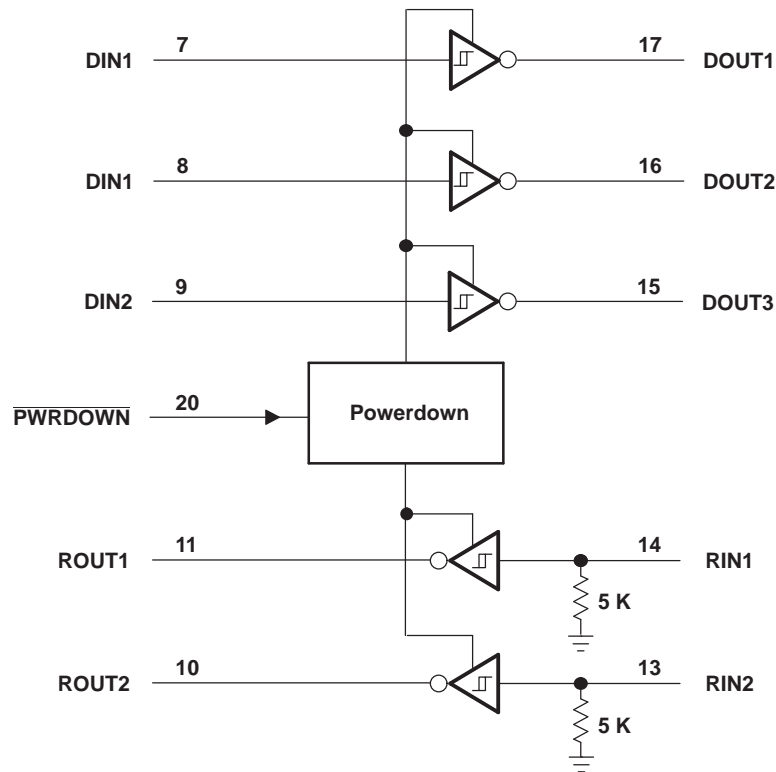 DIN1 7 17 DOUT1
DIN1 8 16 DOUT2
DIN2 9 15 DOUT3
PWRDOWN 20 Powerdown
ROUT1 11 14 RIN1
5 K
ROUT2 10 13 RIN2
5 K